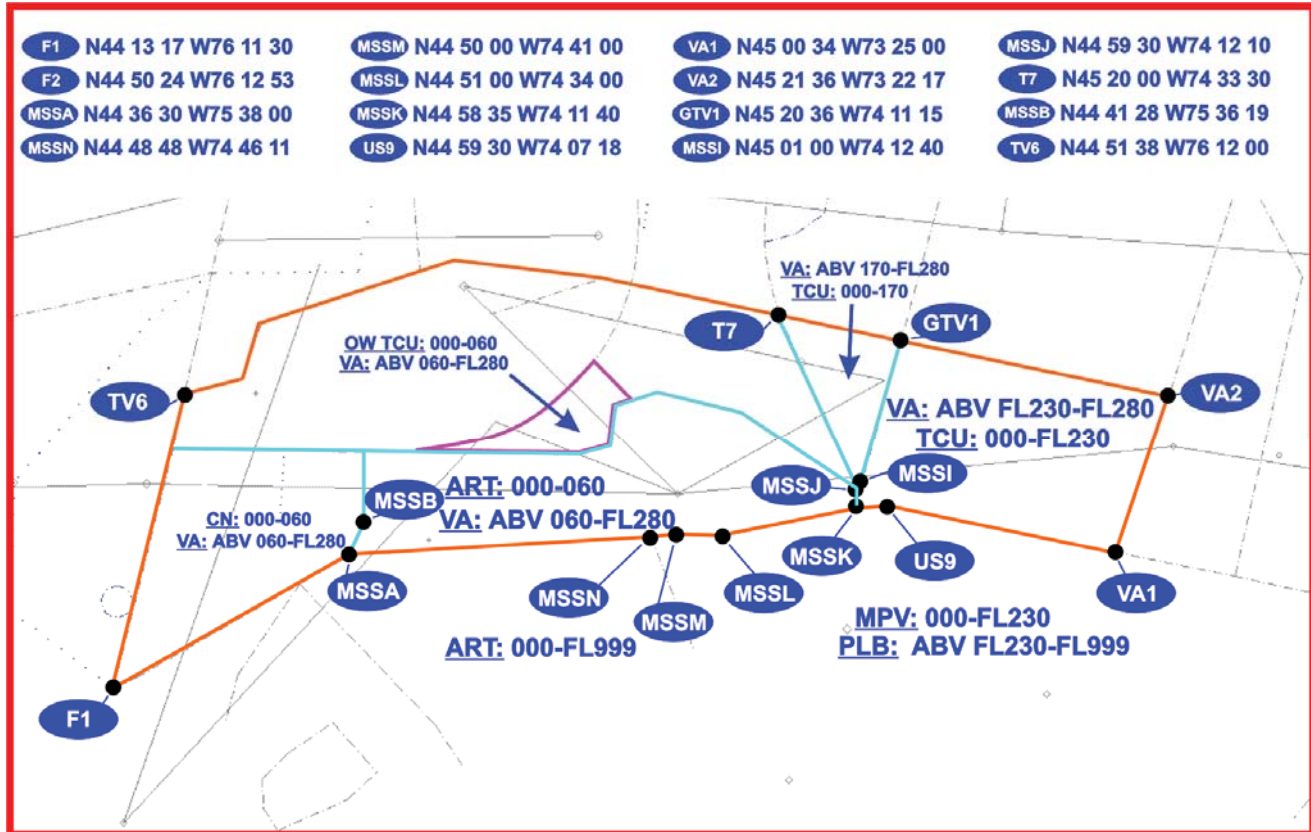 F1 N44 13 17 W76 11 30
F2 N44 50 24 W76 12 53
MSSA N44 36 30 W75 38 00
MSSN N44 48 48 W74 46 11
MSSM N44 50 00 W74 41 00
MSSL N44 51 00 W74 34 00
MSSK N44 58 35 W74 11 40
US9 N44 59 30 W74 07 18
VA1 N45 00 34 W73 25 00
VA2 N45 21 36 W73 22 17
GTV1 N45 20 36 W74 11 15
MSSI N45 01 00 W74 12 40
MSSJ N44 59 30 W74 12 10
T7 N45 20 00 W74 33 30
MSSB N44 41 28 W75 36 19
TV6 N44 51 38 W76 12 00
VA: ABV 170-FL280
TCU: 000-170
T7
GTV1
OW TCU: 000-060
VA: ABV 060-FL280
TV6
VA2
VA: ABV FL230-FL280
TCU: 000-FL230
MSSI
MSSJ
ART: 000-060
VA: ABV 060-FL280
MSSB
CN: 000-060
VA: ABV 060-FL280
MSSK
US9
MSSA
MSSN
MSSL
VA1
MSSM
MPV: 000-FL230
PLB: ABV FL230-FL999
ART: 000-FL999
F1